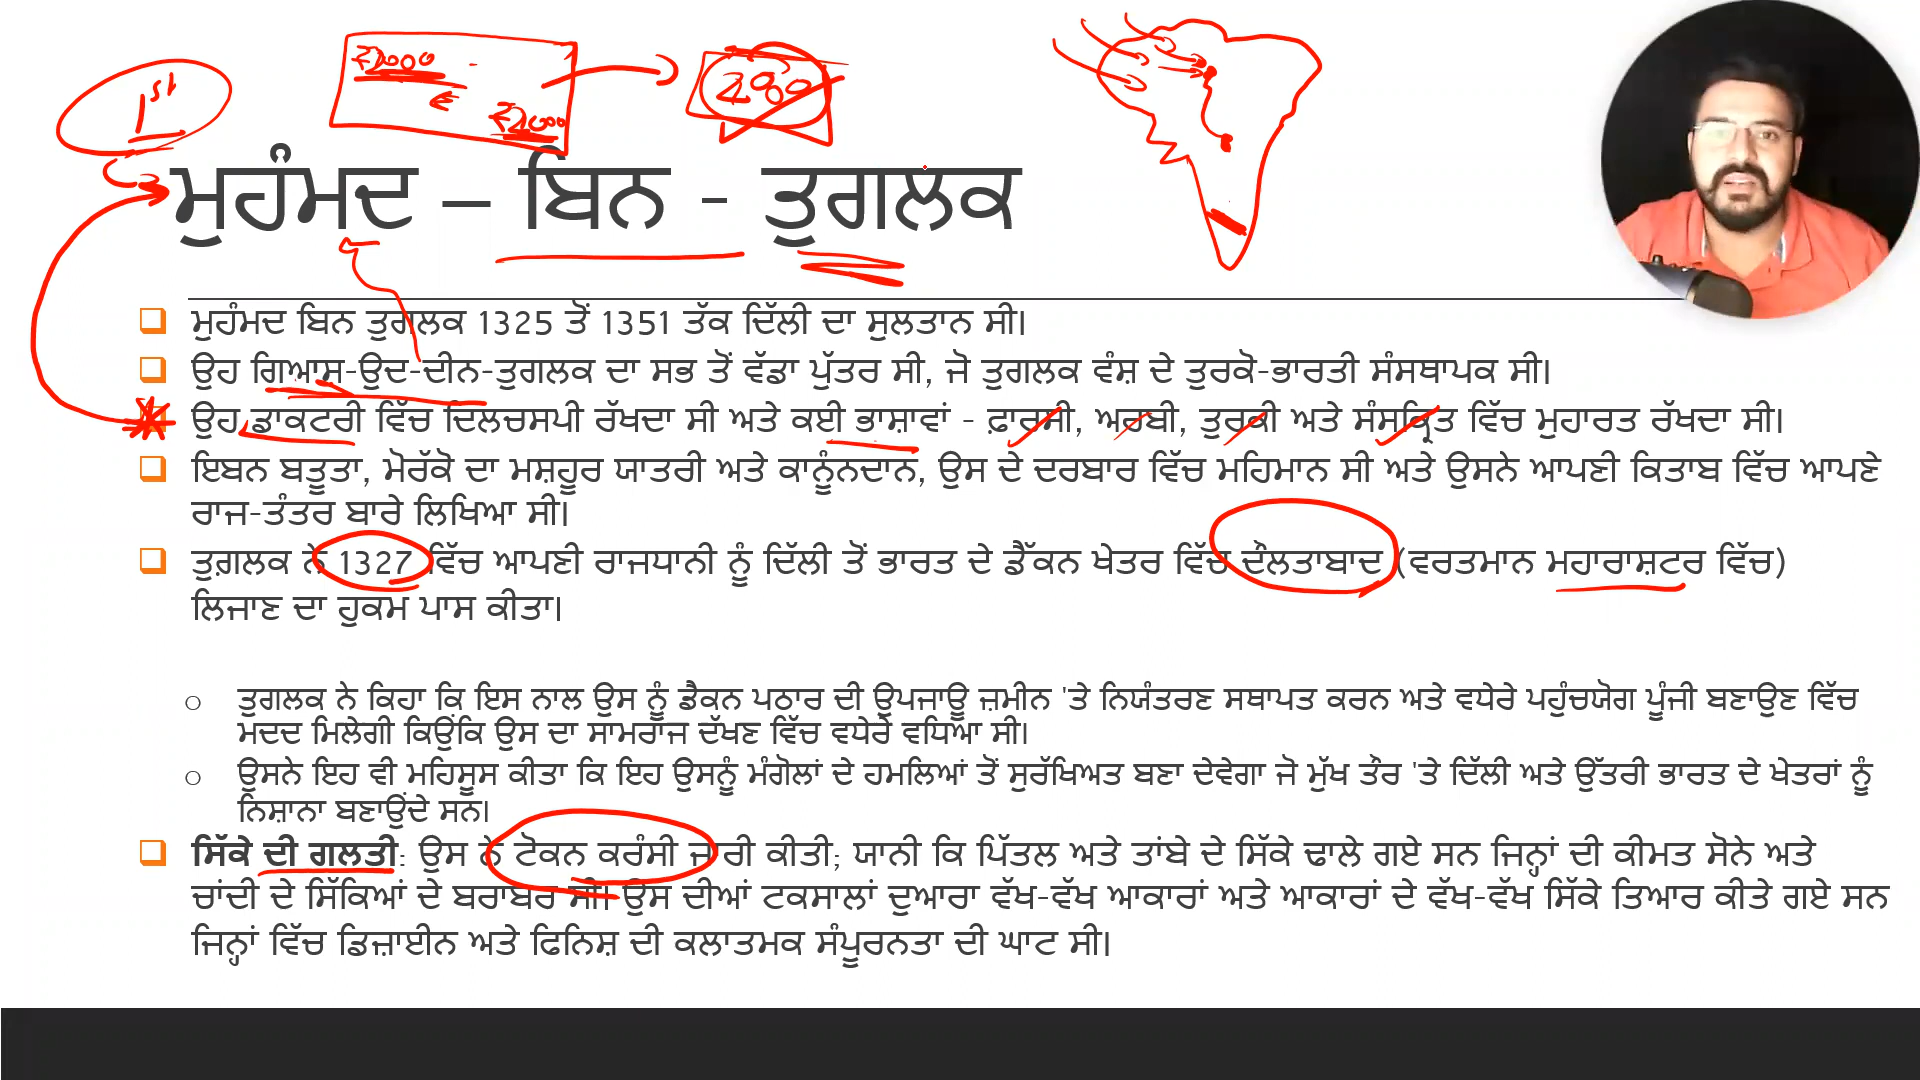 1st
₹2000
₹2000
ਮੁਹੰਮਦ – ਬਿਨ - ਤੁਗਲਕ
ਮੁਹੰਮਦ ਬਿਨ ਤੁਗਲਕ 1325 ਤੋਂ 1351 ਤੱਕ ਦਿੱਲੀ ਦਾ ਸੁਲਤਾਨ ਸੀ।
ਉਹ ਗਿਆਸ-ਉਦ-ਦੀਨ-ਤੁਗਲਕ ਦਾ ਸਭ ਤੋਂ ਵੱਡਾ ਪੁੱਤਰ ਸੀ, ਜੋ ਤੁਗਲਕ ਵੰਸ਼ ਦੇ ਤੁਰਕੋ-ਭਾਰਤੀ ਸੰਸਥਾਪਕ ਸੀ।
ਉਹ ਡਾਕਟਰੀ ਵਿੱਚ ਦਿਲਚਸਪੀ ਰੱਖਦਾ ਸੀ ਅਤੇ ਕਈ ਭਾਸ਼ਾਵਾਂ - ਫ਼ਾਰਸੀ, ਅਰਬੀ, ਤੁਰਕੀ ਅਤੇ ਸੰਸਕ੍ਰਿਤ ਵਿੱਚ ਮੁਹਾਰਤ ਰੱਖਦਾ ਸੀ।
ਇਬਨ ਬਤੂਤਾ, ਮੋਰੱਕੋ ਦਾ ਮਸ਼ਹੂਰ ਯਾਤਰੀ ਅਤੇ ਕਾਨੂੰਨਦਾਨ, ਉਸ ਦੇ ਦਰਬਾਰ ਵਿੱਚ ਮਹਿਮਾਨ ਸੀ ਅਤੇ ਉਸਨੇ ਆਪਣੀ ਕਿਤਾਬ ਵਿੱਚ ਆਪਣੇ
ਰਾਜ-ਤੰਤਰ ਬਾਰੇ ਲਿਖਿਆ ਸੀ।
ਤੁਗ਼ਲਕ ਨੇ 1327 ਵਿੱਚ ਆਪਣੀ ਰਾਜਧਾਨੀ ਨੂੰ ਦਿੱਲੀ ਤੋਂ ਭਾਰਤ ਦੇ ਡੈੱਕਨ ਖੇਤਰ ਵਿੱਚ ਦੌਲਤਾਬਾਦ (ਵਰਤਮਾਨ ਮਹਾਰਾਸ਼ਟਰ ਵਿੱਚ)
ਲਿਜਾਣ ਦਾ ਹੁਕਮ ਪਾਸ ਕੀਤਾ।
ਤੁਗਲਕ ਨੇ ਕਿਹਾ ਕਿ ਇਸ ਨਾਲ ਉਸ ਨੂੰ ਡੈਕਨ ਪਠਾਰ ਦੀ ਉਪਜਾਊ ਜ਼ਮੀਨ 'ਤੇ ਨਿਯੰਤਰਣ ਸਥਾਪਤ ਕਰਨ ਅਤੇ ਵਧੇਰੇ ਪਹੁੰਚਯੋਗ ਪੂੰਜੀ ਬਣਾਉਣ ਵਿੱਚ
ਮਦਦ ਮਿਲੇਗੀ ਕਿਉਂਕਿ ਉਸ ਦਾ ਸਾਮਰਾਜ ਦੱਖਣ ਵਿੱਚ ਵਧੇਰੇ ਵਧਿਆ ਸੀ।
ਉਸਨੇ ਇਹ ਵੀ ਮਹਿਸੂਸ ਕੀਤਾ ਕਿ ਇਹ ਉਸਨੂੰ ਮੰਗੋਲਾਂ ਦੇ ਹਮਲਿਆਂ ਤੋਂ ਸੁਰੱਖਿਅਤ ਬਣਾ ਦੇਵੇਗਾ ਜੋ ਮੁੱਖ ਤੌਰ 'ਤੇ ਦਿੱਲੀ ਅਤੇ ਉੱਤਰੀ ਭਾਰਤ ਦੇ ਖੇਤਰਾਂ ਨੂੰ
ਨਿਸ਼ਾਨਾ ਬਣਾਉਂਦੇ ਸਨ।
ਸਿੱਕੇ ਦੀ ਗਲਤੀ: ਉਸ ਨੇ ਟੋਕਨ ਕਰੰਸੀ ਜਾਰੀ ਕੀਤੀ; ਯਾਨੀ ਕਿ ਪਿੱਤਲ ਅਤੇ ਤਾਂਬੇ ਦੇ ਸਿੱਕੇ ਢਾਲੇ ਗਏ ਸਨ ਜਿਨ੍ਹਾਂ ਦੀ ਕੀਮਤ ਸੋਨੇ ਅਤੇ
ਚਾਂਦੀ ਦੇ ਸਿੱਕਿਆਂ ਦੇ ਬਰਾਬਰ ਸੀ। ਉਸ ਦੀਆਂ ਟਕਸਾਲਾਂ ਦੁਆਰਾ ਵੱਖ-ਵੱਖ ਆਕਾਰਾਂ ਅਤੇ ਆਕਾਰਾਂ ਦੇ ਵੱਖ-ਵੱਖ ਸਿੱਕੇ ਤਿਆਰ ਕੀਤੇ ਗਏ ਸਨ
ਜਿਨ੍ਹਾਂ ਵਿੱਚ ਡਿਜ਼ਾਈਨ ਅਤੇ ਫਿਨਿਸ਼ ਦੀ ਕਲਾਤਮਕ ਸੰਪੂਰਨਤਾ ਦੀ ਘਾਟ ਸੀ।